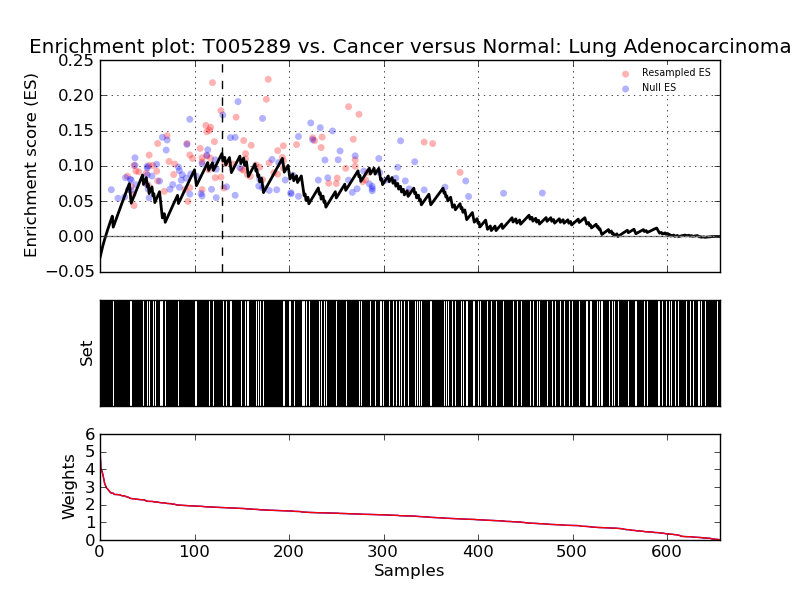 Enrichment plot: T005289 vs. Cancer versus Normal: Lung Adenocarcinoma
Enrichment score (ES)
0.25
0.20
0.15
0.10
0.05
0.00
−0.05
Resampled ES
Null ES
Set
Weights
6
5
4
3
2
1
0
0 100 200 300 400 500 600
Samples